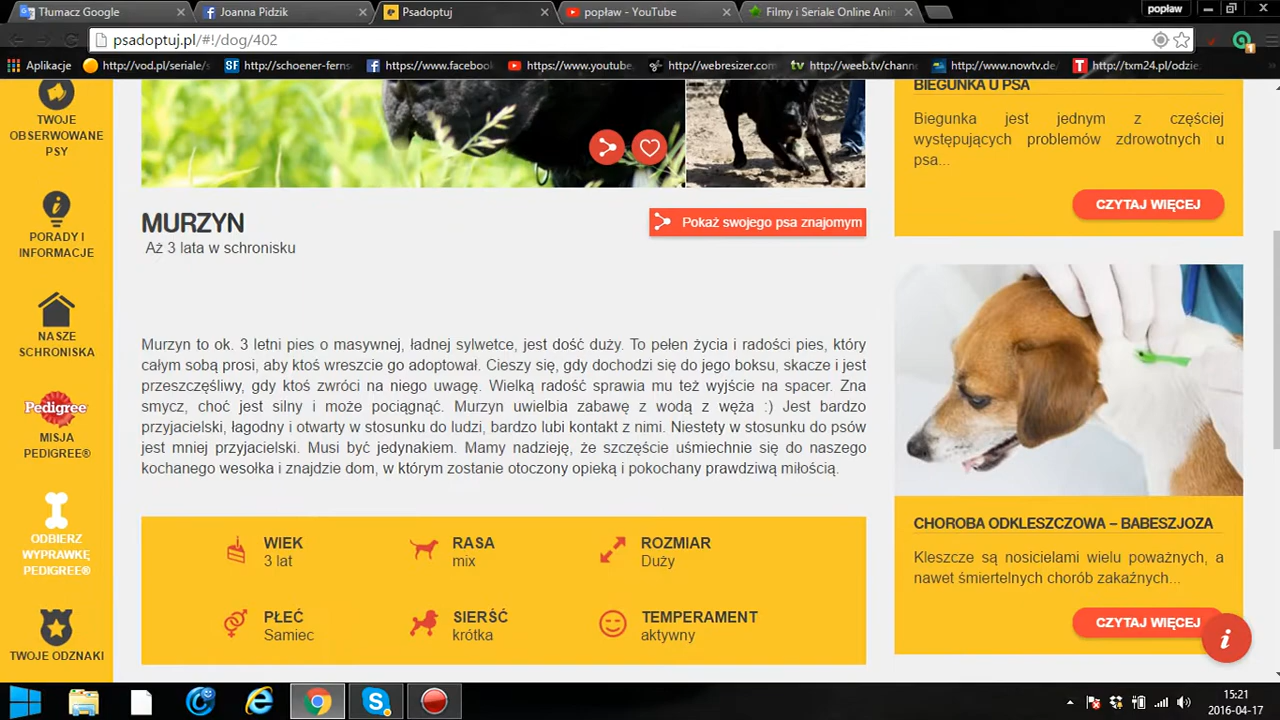 Tłumacz Google
Joanna Pidzik
Psadoptuj
popław - YouTube
Filmy i Seriale Online Anin
popław
psadoptuj.pl/#!/dog/402
Aplikacje
http://vod.pl/seriale/s
http://schoener-ferns
https://www.faceboo
https://www.youtube
http://webresizer.com
http://weeb.tv/chann
http://www.nowtv.de/
http://txm24.pl/odzie
TWOJE
OBSERWOWANE
PSY
PORADY I
INFORMACJE
NASZE
SCHRONISKA
Pedigree
MISJA
PEDIGREE®
ODBIERZ
WYPRAWKĘ
PEDIGREE®
TWOJE ODZNAKI
MURZYN
Aż 3 lata w schronisku
Pokaż swojego psa znajomym
Murzyn to ok. 3 letni pies o masywnej, ładnej sylwetce, jest dość duży. To pełen życia i radości pies, który
całym sobą prosi, aby ktoś wreszcie go adoptował. Cieszy się, gdy dochodzi się do jego boksu, skacze i jest
przeszczęśliwy, gdy ktoś zwróci na niego uwagę. Wielką radość sprawia mu też wyjście na spacer. Zna
smycz, choć jest silny i może pociągnąć. Murzyn uwielbia zabawę z wodą z węża :) Jest bardzo
przyjacielski, łagodny i otwarty w stosunku do ludzi, bardzo lubi kontakt z nimi. Niestety w stosunku do psów
jest mniej przyjacielski. Musi być jedynakiem. Mamy nadzieję, że szczęście uśmiechnie się do naszego
kochanego wesołka i znajdzie dom, w którym zostanie otoczony opieką i pokochany prawdziwą miłością.
WIEK
3 lat
RASA
mix
ROZMIAR
Duży
PŁEĆ
Samiec
SIERŚĆ
krótka
TEMPERAMENT
aktywny
BIEGUNKA U PSA
Biegunka jest jednym z częściej
występujących problemów zdrowotnych u
psa...
CZYTAJ WIĘCEJ
CHOROBA ODKLESZCZOWA – BABESZJOZA
Kleszcze są nosicielami wielu poważnych, a
nawet śmiertelnych chorób zakaźnych...
CZYTAJ WIĘCEJ
15:21
2016-04-17